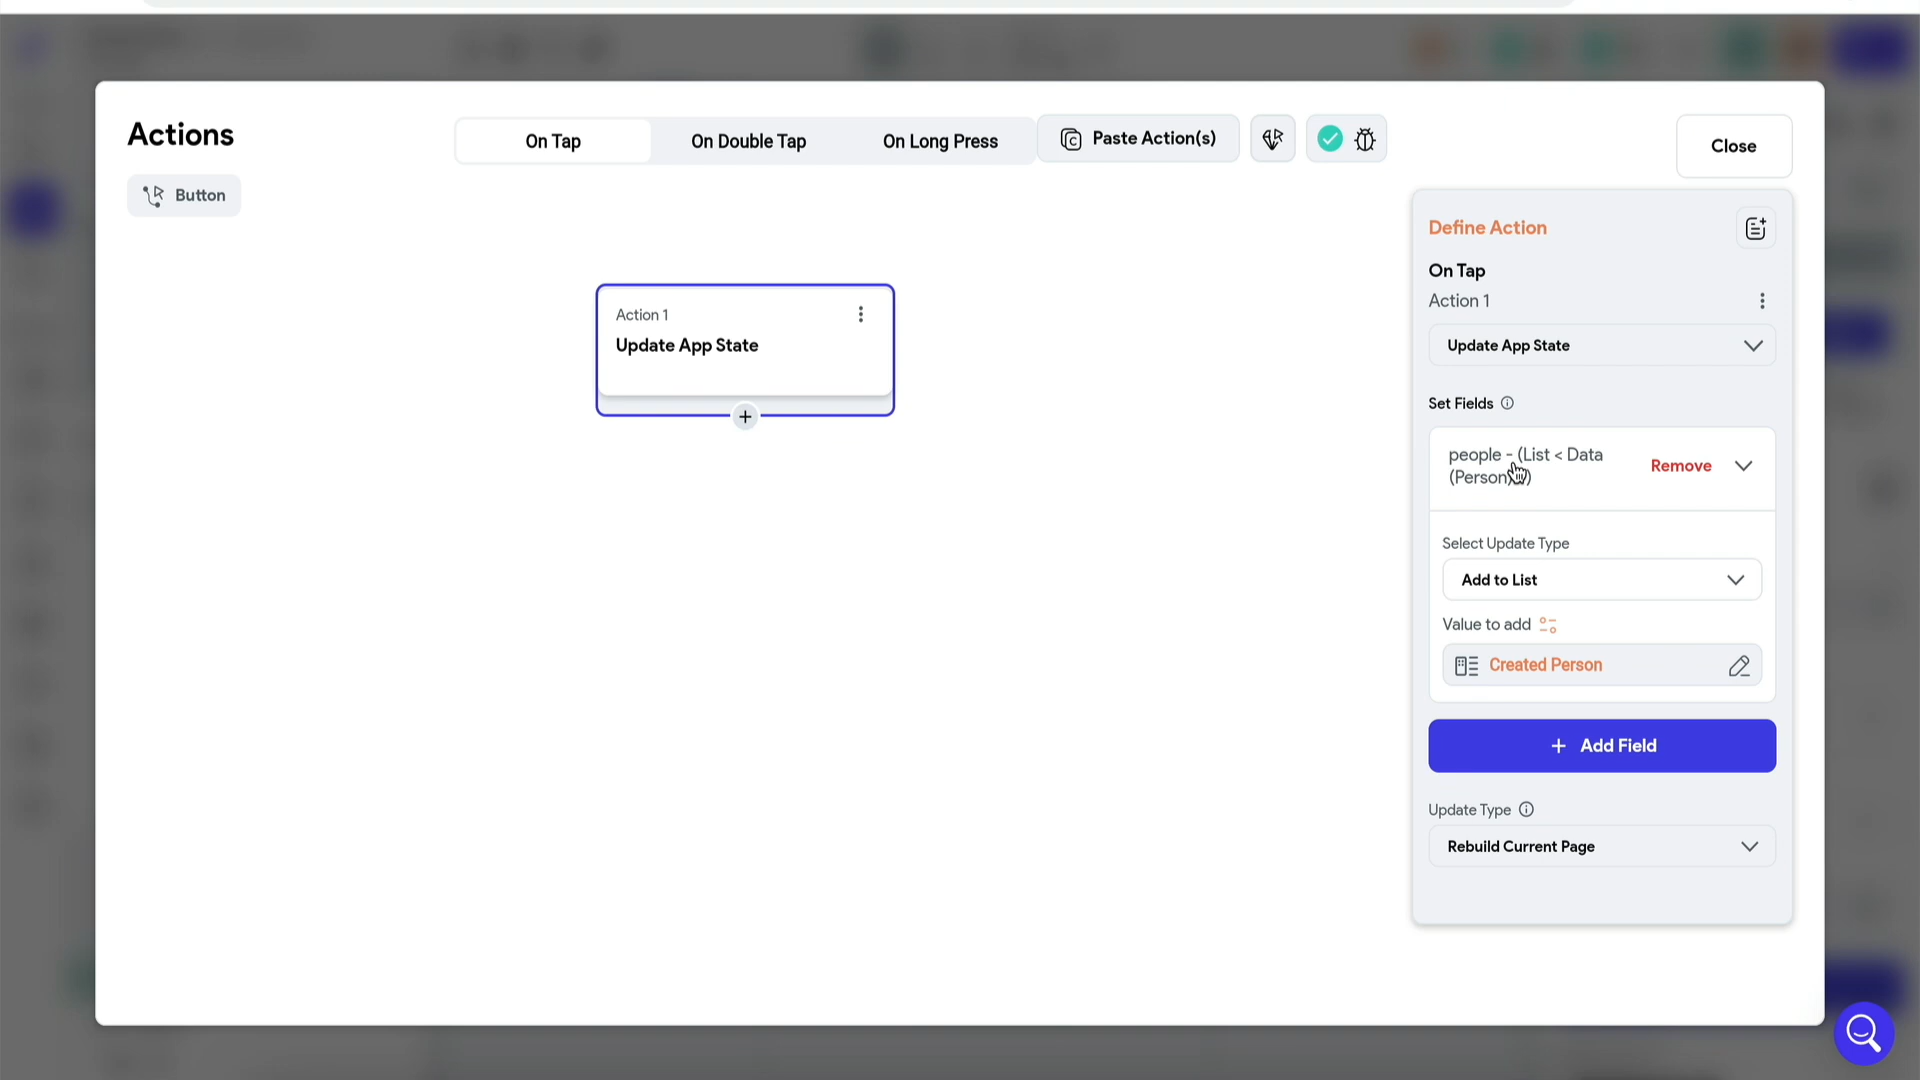 Actions
On Tap
On Double Tap
On Long Press
Paste Action(s)
Close
Button
Action 1
Update App State
Define Action
On Tap
Action 1
Update App State
Set Fields
people - (List < Data
Remove
Select Update Type
Add to List
Value to add
Created Person
+ Add Field
Update Type
Rebuild Current Page